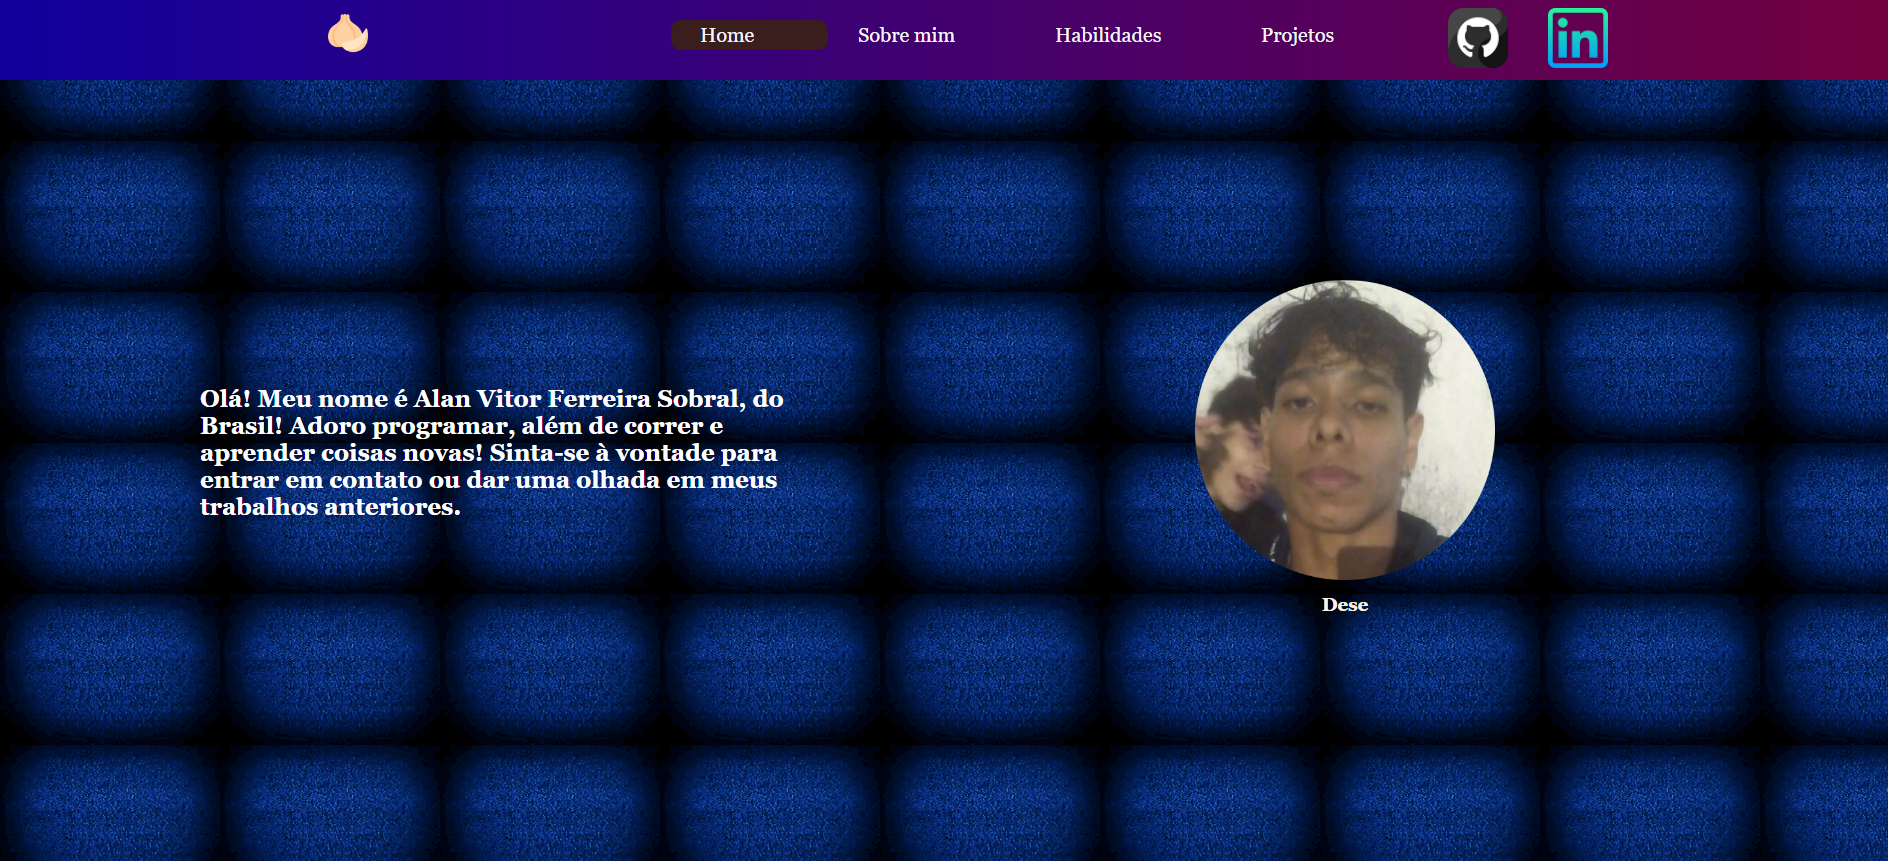 Home
Sobre mim
Habilidades
Projetos
in
Olá! Meu nome é Alan Vitor Ferreira Sobral, do
Brasil! Adoro programar, além de correr e
aprender coisas novas! Sinta-se à vontade para
entrar em contato ou dar uma olhada em meus
trabalhos anteriores.
Dese